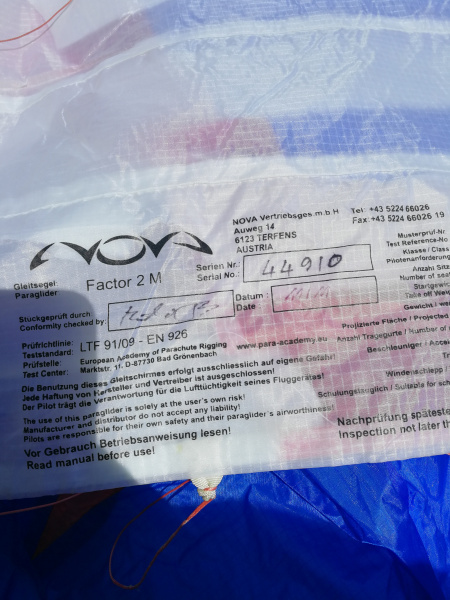 NOVA
NOVA Vertriebsges.m.b.H
Auweg 14
6123 TERFENS
AUSTRIA
Tel: +43 5224 66026
Fax:+43 5224 66026 19
Gleitsegel:
Paraglider
Factor 2 M
Serien Nr.:
Serial No.:
44910
Stückgeprüft durch
Conformity checked by
Datum :
Date :
Prüfrichtlinie:
Teststandard:
LTF 91/09 - EN 926
Prüfstelle:
Test Center:
European Academy of Parachute Rigging
Marktstr. 11, D-87730 Bad Grönenbach
www.para-academy.eu
Die Benutzung dieses Gleitschirmes erfolgt ausschliesslich auf eigene Gefahr!
Jede Haftung von Hersteller und Vertreiber ist ausgeschlossen!
Der Pilot trägt die Verantwortung für die Lufttüchtigkeit seines Fluggerätes!
The use of this paraglider is solely at the user's own risk!
Manufacturer and distributor do not accept any liability!
Pilots are responsible for their own safety and their paraglider's airworthiness!
Vor Gebrauch Betriebsanweisung lesen!
Read manual before use!
Musterpruf-Nr
Test Reference-No
Klasse / Class
Pilotenanforderung
Anzahl Sitz
Number of seat
Startgewic
Take off Weig
Gewicht / wei
Projizierte Fläche / Projected
Anzahl Tragegurte / Number of r
Beschleuniger / Acce
Tri
Windenschlepp /
Schulungstauglich / Suitable for sch
Nachprüfung späteste
Inspection not later th